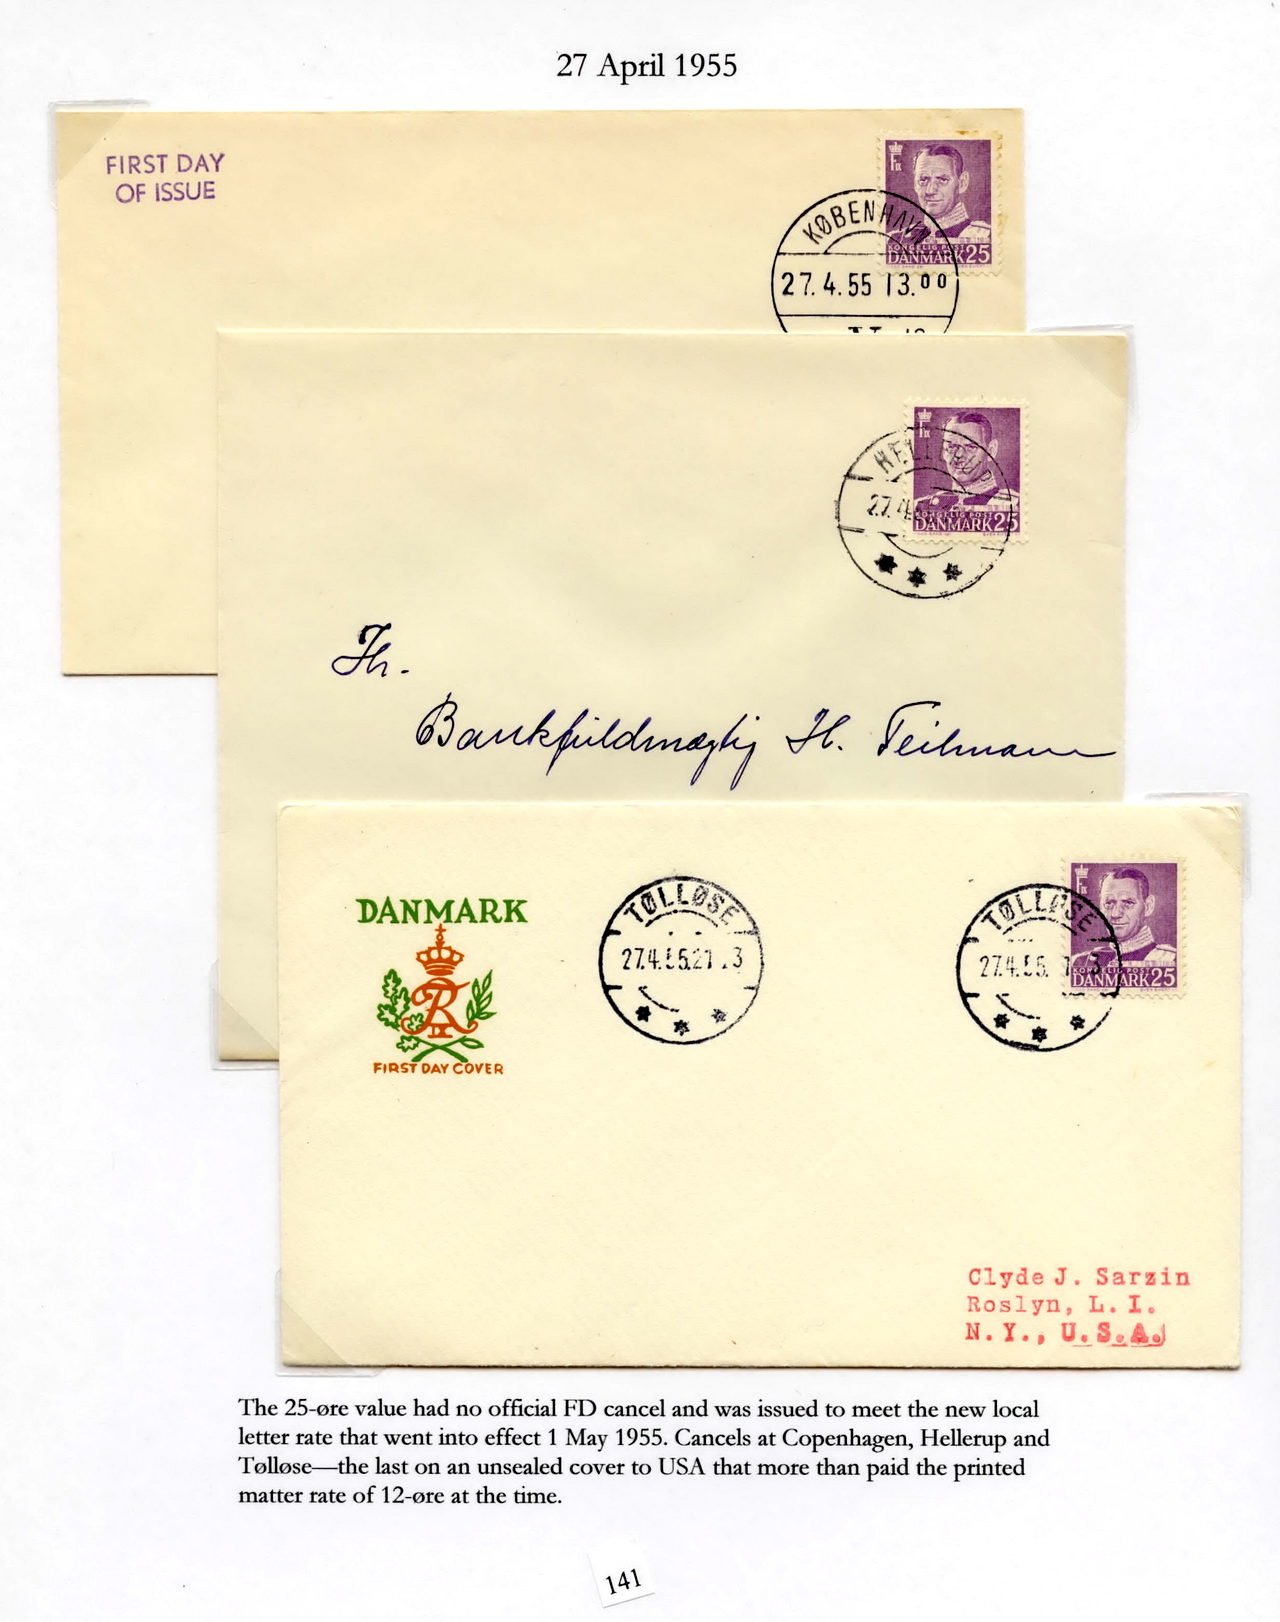 27 April 1955
FIRST DAY
OF ISSUE
KONGELIG POST
DANMARK 25
KØBENHAVN
27.4.55 13.00
KONGELIG POST
DANMARK 25
HELLERUP
27.4.
Hr.
Bankfuldmægtig H. Teilmann
DANMARK
FIRST DAY COVER
TØLLØSE
27.4.55.21
TØLLØSE
27.4.55.
KONGELIG POST
DANMARK 25
Clyde J. Sarzin
Roslyn, L. I.
N. Y., U.S.A.
The 25-øre value had no official FD cancel and was issued to meet the new local
letter rate that went into effect 1 May 1955. Cancels at Copenhagen, Hellerup and
Tølløse—the last on an unsealed cover to USA that more than paid the printed
matter rate of 12-øre at the time.
141